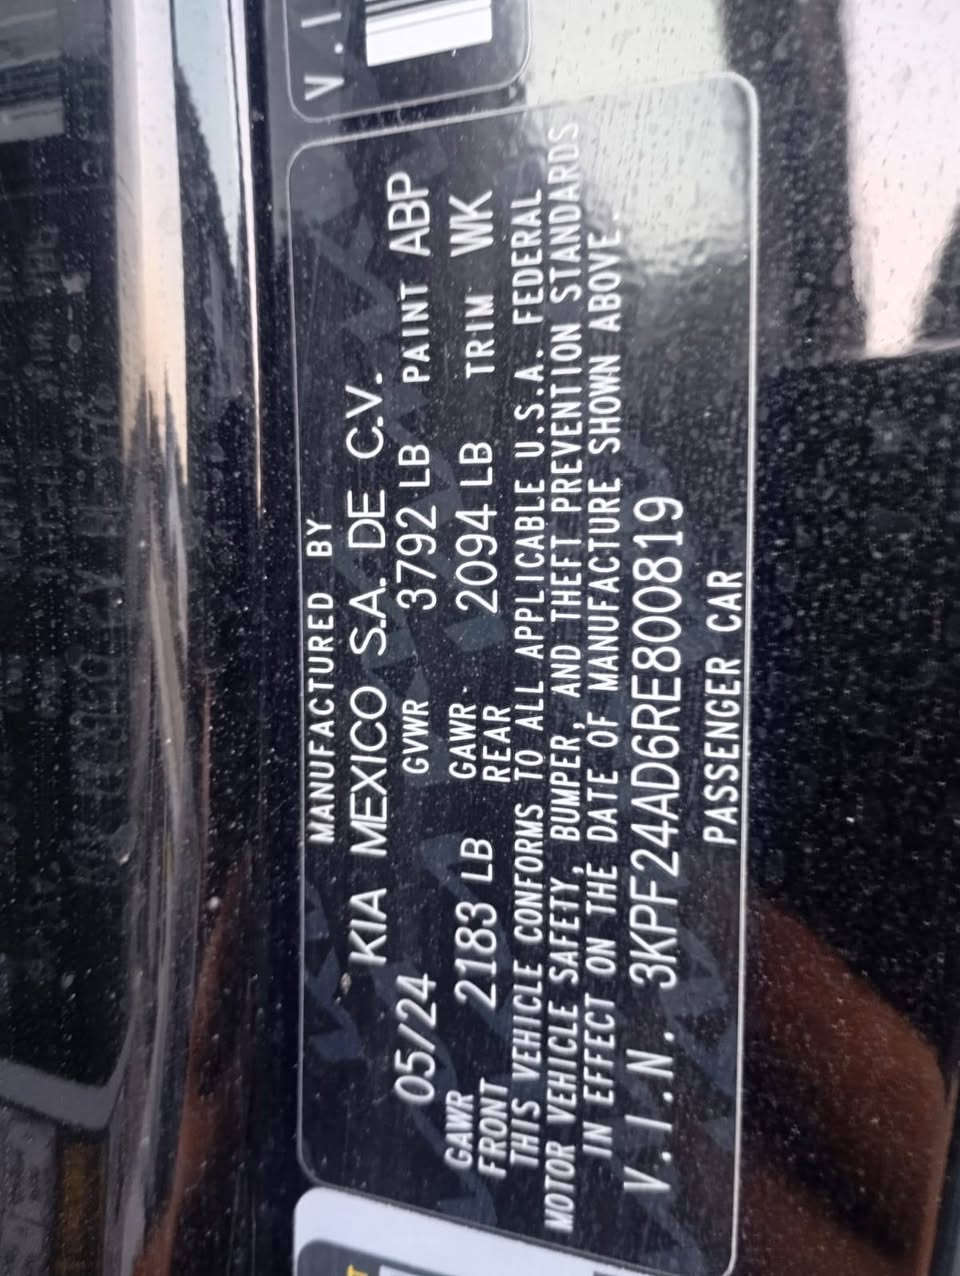 V.I
MANUFACTURED BY
KIA MEXICO S.A. DE C.V.
05/24 GVWR 3792 LB PAINT ABP
GAWR FRONT 2183 LB GAWR REAR 2094 LB TRIM WK
THIS VEHICLE CONFORMS TO ALL APPLICABLE U.S.A. FEDERAL
MOTOR VEHICLE SAFETY, BUMPER, AND THEFT PREVENTION STANDARDS
IN EFFECT ON THE DATE OF MANUFACTURE SHOWN ABOVE.
V.I.N. 3KPF24AD6RE800819
PASSENGER CAR